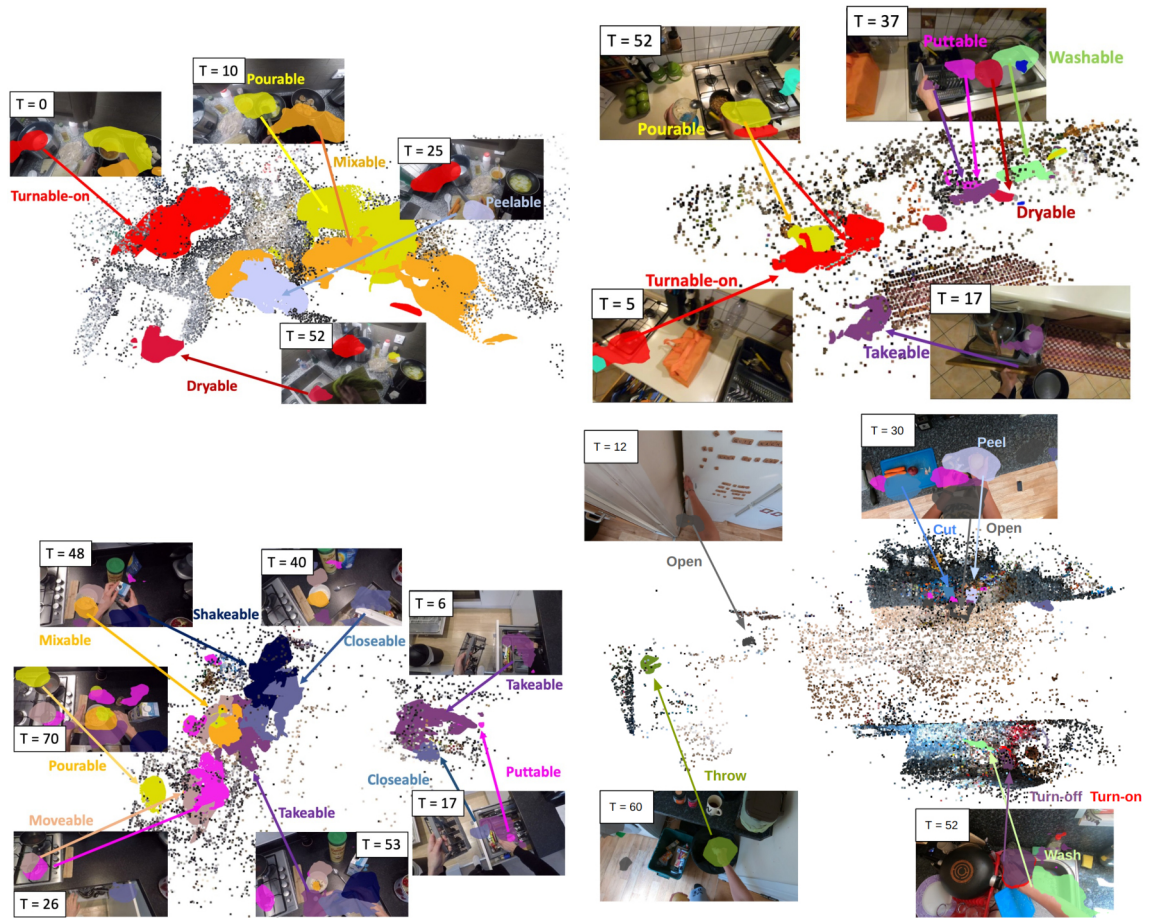 T = 0
T = 10
Pourable
Mixable
T = 25
Peelable
Turnable-on
T = 52
Dryable
T = 52
Pourable
T = 37
Puttable
Washable
Dryable
Turnable-on.
T = 5
T = 17
Takeable
T = 48
Shakeable
T = 40
Mixable
Closeable
T = 6
Takeable
T = 70
Pourable
Closeable
Puttable
Moveable
Takeable
T = 17
T = 53
T = 26
T = 12
Open
T = 30
Peel
Cut
Open
Throw
T = 60
Turn-off
Turn-on
T = 52
Wash